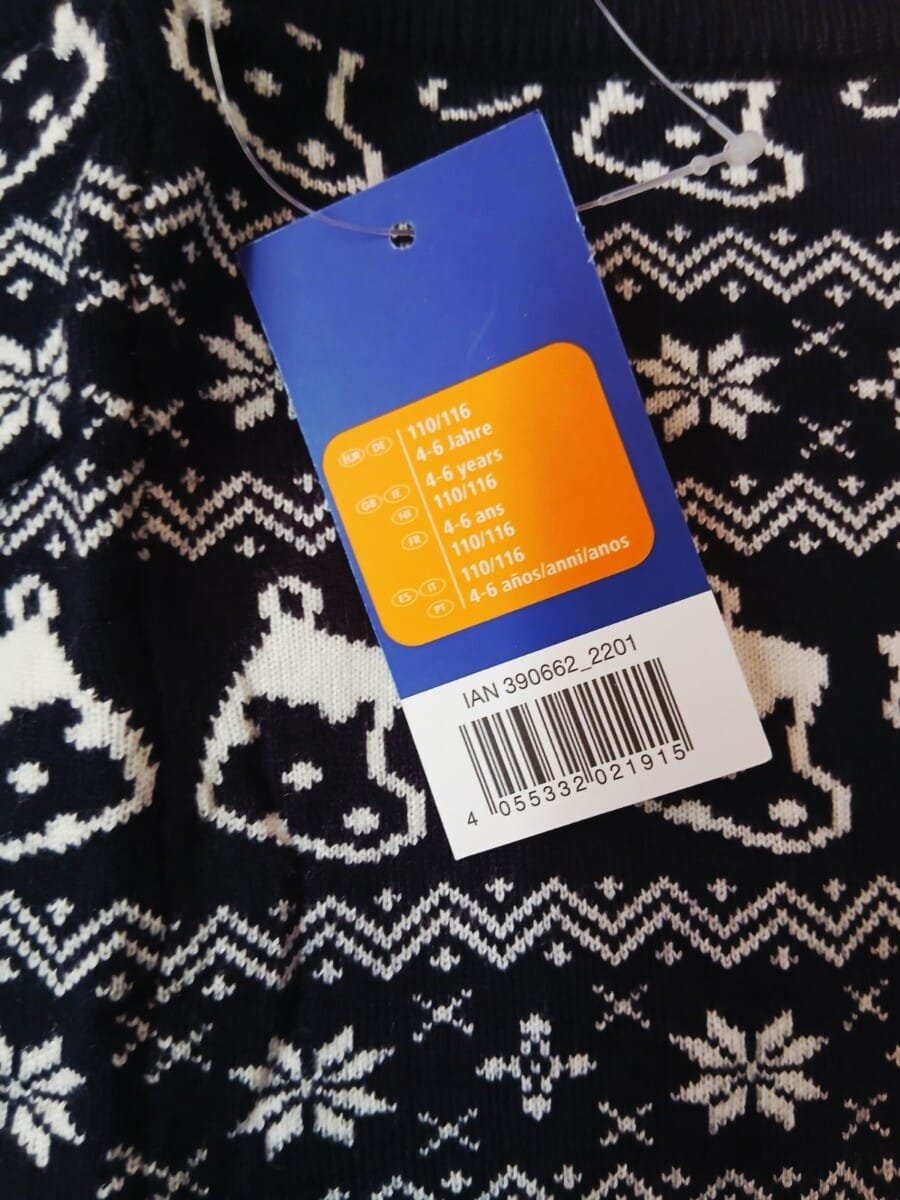 110/116
EUR DE
4-6 Jahre
4-6 years
GB IE
110/116
NI
4-6 ans
FR
110/116
110/116
ES IT
4-6 años/anni/anos
PT
IAN 390662_2201
4 055332 021915